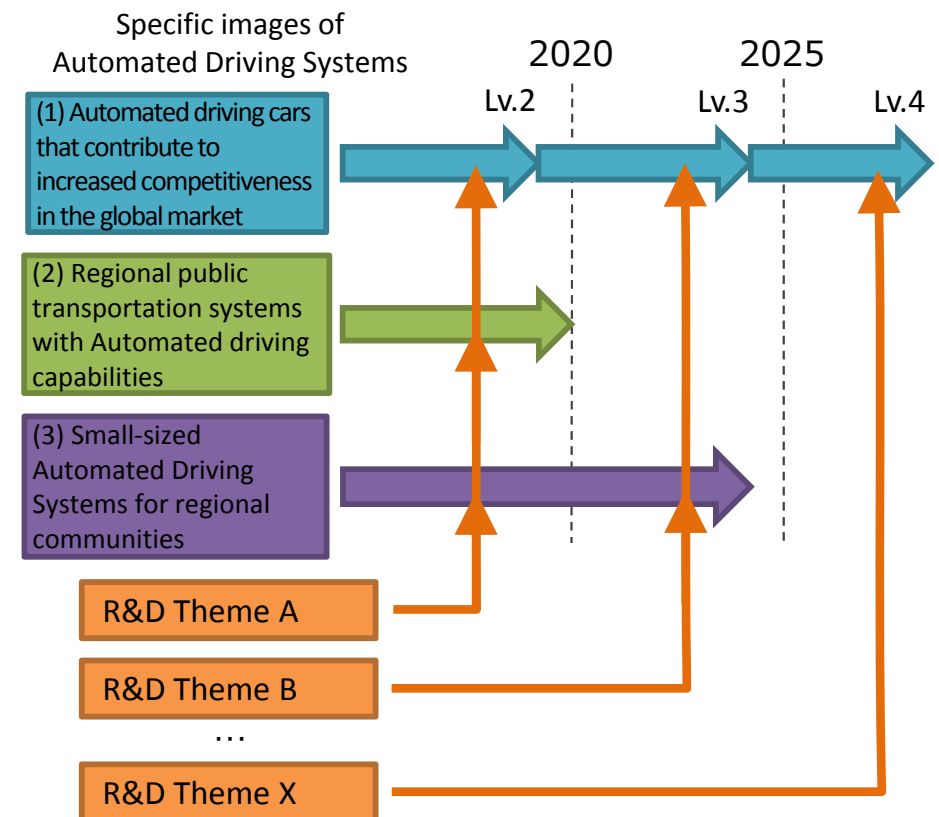 Specific images of
Automated Driving Systems
2020
2025
Lv.2
Lv.3
Lv.4
(1) Automated driving cars
that contribute to
increased competitiveness
in the global market
(2) Regional public
transportation systems
with Automated driving
capabilities
(3) Small-sized
Automated Driving
Systems for regional
communities
R&D Theme A
R&D Theme B
...
R&D Theme X